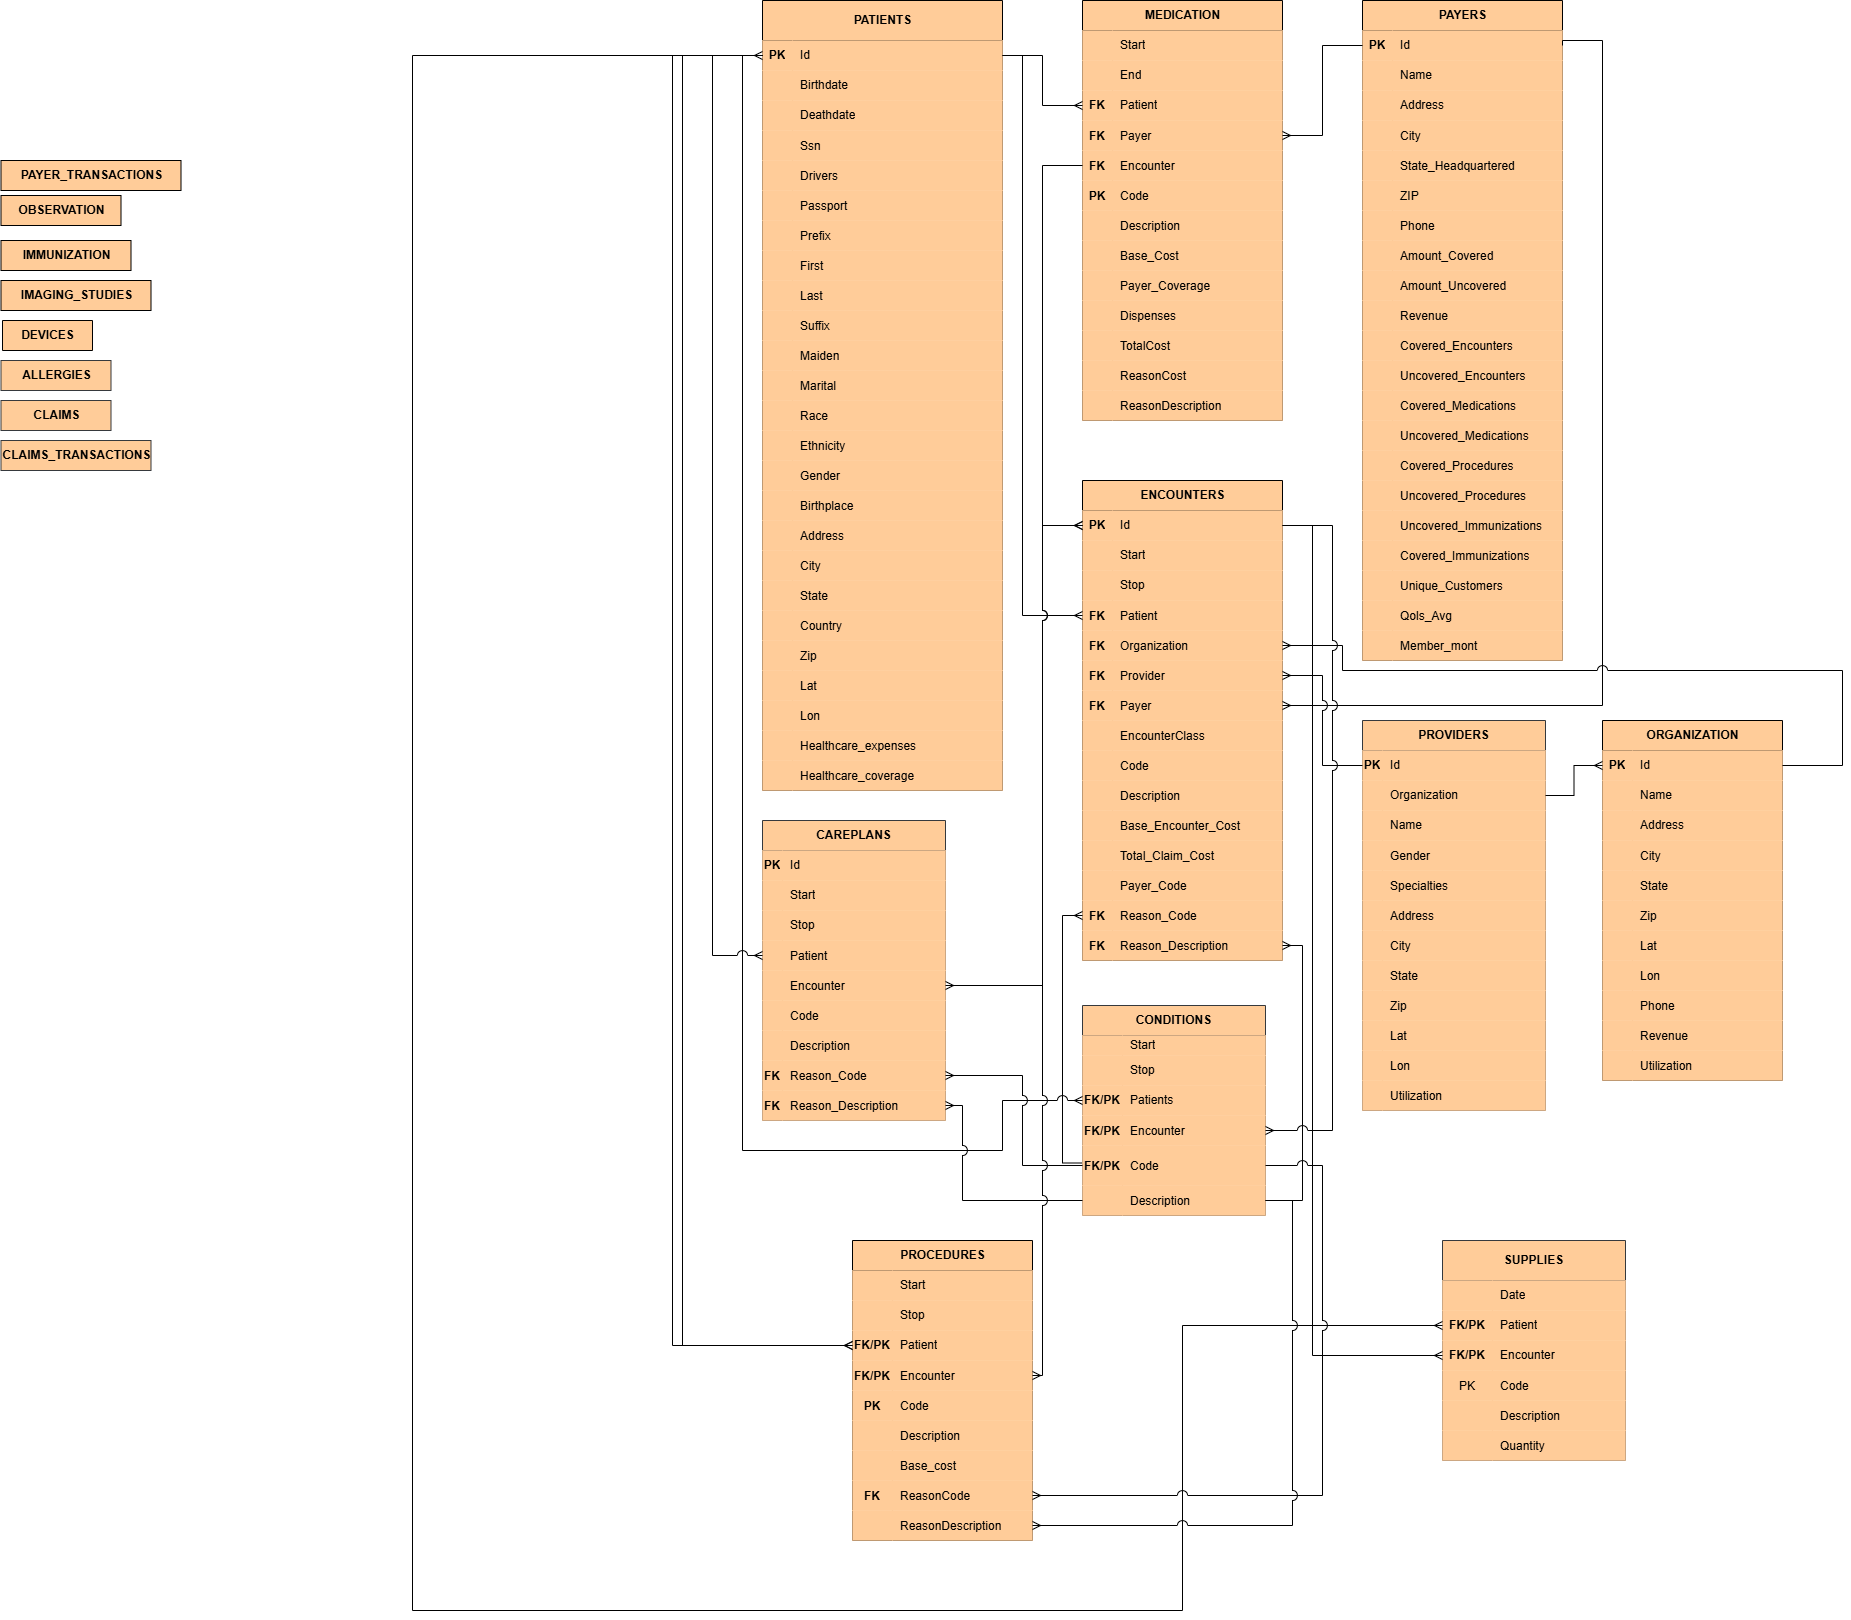 PAYER_TRANSACTIONS
OBSERVATION
IMMUNIZATION
IMAGING_STUDIES
DEVICES
ALLERGIES
CLAIMS
CLAIMS_TRANSACTIONS
PATIENTS
PK Id
Birthdate
Deathdate
Ssn
Drivers
Passport
Prefix
First
Last
Suffix
Maiden
Marital
Race
Ethnicity
Gender
Birthplace
Address
City
State
Country
Zip
Lat
Lon
Healthcare_expenses
Healthcare_coverage
MEDICATION
Start
End
FK Patient
FK Payer
FK Encounter
PK Code
Description
Base_Cost
Payer_Coverage
Dispenses
TotalCost
ReasonCost
ReasonDescription
PAYERS
PK Id
Name
Address
City
State_Headquartered
ZIP
Phone
Amount_Covered
Amount_Uncovered
Revenue
Covered_Encounters
Uncovered_Encounters
Covered_Medications
Uncovered_Medications
Covered_Procedures
Uncovered_Procedures
Uncovered_Immunizations
Covered_Immunizations
Unique_Customers
Qols_Avg
Member_mont
ENCOUNTERS
PK Id
Start
Stop
FK Patient
FK Organization
FK Provider
FK Payer
EncounterClass
Code
Description
Base_Encounter_Cost
Total_Claim_Cost
Payer_Code
FK Reason_Code
FK Reason_Description
PROVIDERS
PK Id
Organization
Name
Gender
Specialties
Address
City
State
Zip
Lat
Lon
Utilization
ORGANIZATION
PK Id
Name
Address
City
State
Zip
Lat
Lon
Phone
Revenue
Utilization
CAREPLANS
PK Id
Start
Stop
Patient
Encounter
Code
Description
FK Reason_Code
FK Reason_Description
CONDITIONS
Start
Stop
FK/PK Patients
FK/PK Encounter
FK/PK Code
Description
PROCEDURES
Start
Stop
FK/PK Patient
FK/PK Encounter
PK Code
Description
Base_cost
FK ReasonCode
ReasonDescription
SUPPLIES
Date
FK/PK Patient
FK/PK Encounter
PK Code
Description
Quantity